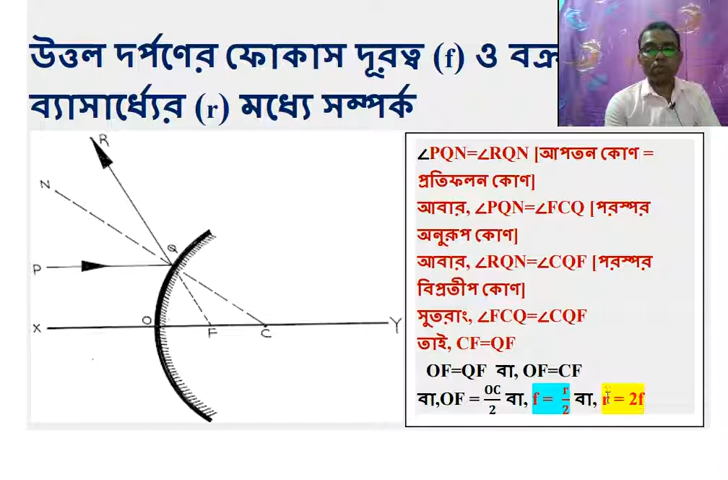 উত্তল দর্পণের ফোকাস দূরত্ব (f) ও বক্র
ব্যাসার্ধ্যের (r) মধ্যে সম্পর্ক
R
N
Q
P
X
O
F
C
Y
∠PQN=∠RQN [আপতন কোণ =
প্রতিফলন কোণ]
আবার, ∠PQN=∠FCQ [পরস্পর
অনুরূপ কোণ]
আবার, ∠RQN=∠CQF [পরস্পর
বিপ্রতীপ কোণ]
সুতরাং, ∠FCQ=∠CQF
তাই, CF=QF
OF=QF বা, OF=CF
বা,OF = OC/2 বা, f = r/2 বা, r = 2f